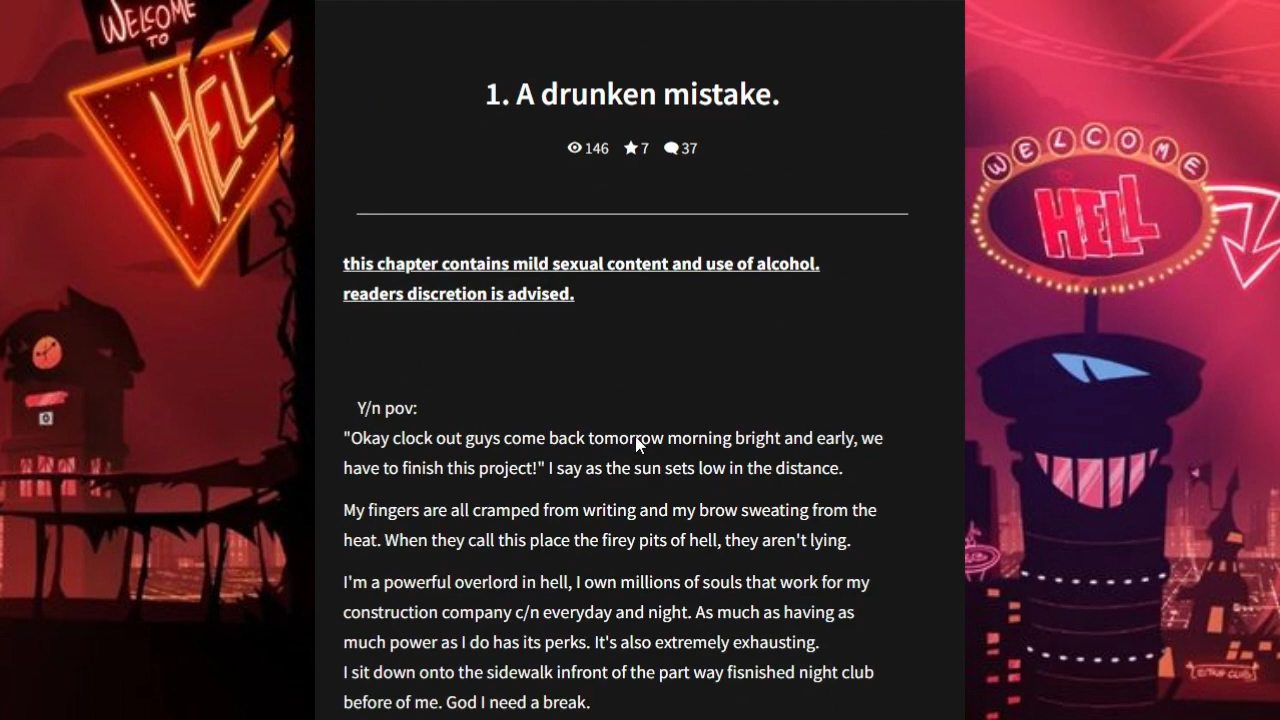 WELCOME
TO
HELL
1. A drunken mistake.
146 7 37
this chapter contains mild sexual content and use of alcohol.
readers discretion is advised.
Y/n pov:
"Okay clock out guys come back tomorrow morning bright and early, we
have to finish this project!" I say as the sun sets low in the distance.
My fingers are all cramped from writing and my brow sweating from the
heat. When they call this place the firey pits of hell, they aren't lying.
I'm a powerful overlord in hell, I own millions of souls that work for my
construction company c/n everyday and night. As much as having as
much power as I do has its perks. It's also extremely exhausting.
I sit down onto the sidewalk infront of the part way fisnished night club
before of me. God I need a break.
WELCOME
TO
HELL